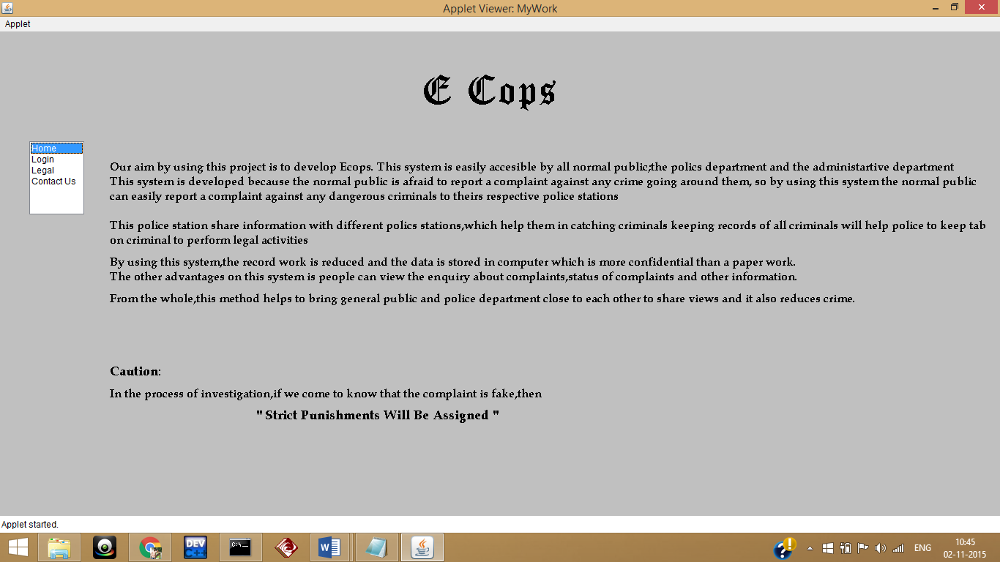 Applet Viewer: MyWork
Applet
E Cops
Home
Login
Legal
Contact Us
Our aim by using this project is to develop Ecops. This system is easily accesible by all normal public,the polics department and the administartive department
This system is developed because the normal public is afraid to report a complaint against any crime going around them, so by using this system the normal public
can easily report a complaint against any dangerous criminals to theirs respective police stations
This police station share information with different polics stations,which help them in catching criminals keeping records of all criminals will help police to keep tab
on criminal to perform legal activities
By using this system,the record work is reduced and the data is stored in computer which is more confidential than a paper work.
The other advantages on this system is people can view the enquiry about complaints,status of complaints and other information.
From the whole,this method helps to bring general public and police department close to each other to share views and it also reduces crime.
Caution:
In the process of investigation,if we come to know that the complaint is fake,then
" Strict Punishments Will Be Assigned "
Applet started.
DEV C++
C:\_
W
ENG
10:45
02-11-2015